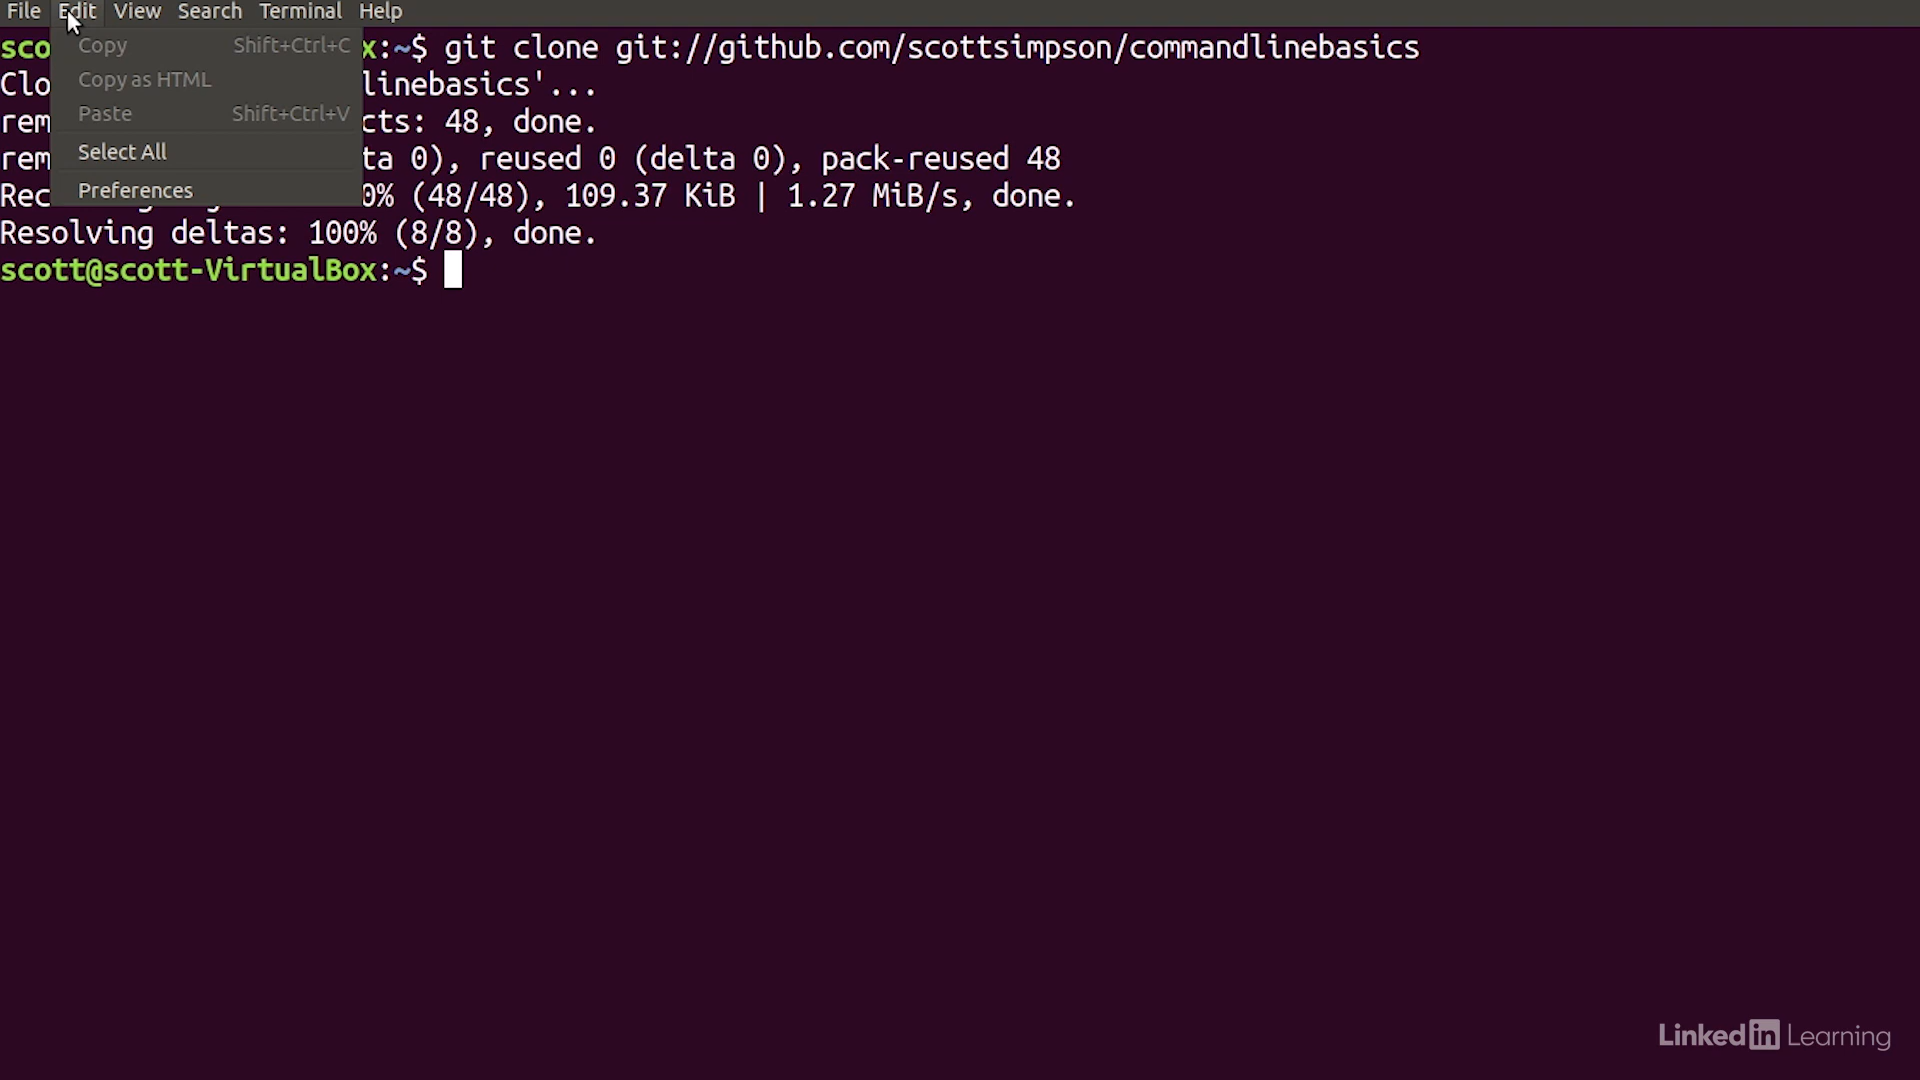 File Edit View Search Terminal Help
Copy Shift+Ctrl+C
Copy as HTML
Paste Shift+Ctrl+V
Select All
Preferences
sco x:~$ git clone git://github.com/scottsimpson/commandlinebasics
Clo linebasics'...
rem cts: 48, done.
rem ta 0), reused 0 (delta 0), pack-reused 48
Rec 0% (48/48), 109.37 KiB | 1.27 MiB/s, done.
Resolving deltas: 100% (8/8), done.
scott@scott-VirtualBox:~$
Linked in Learning